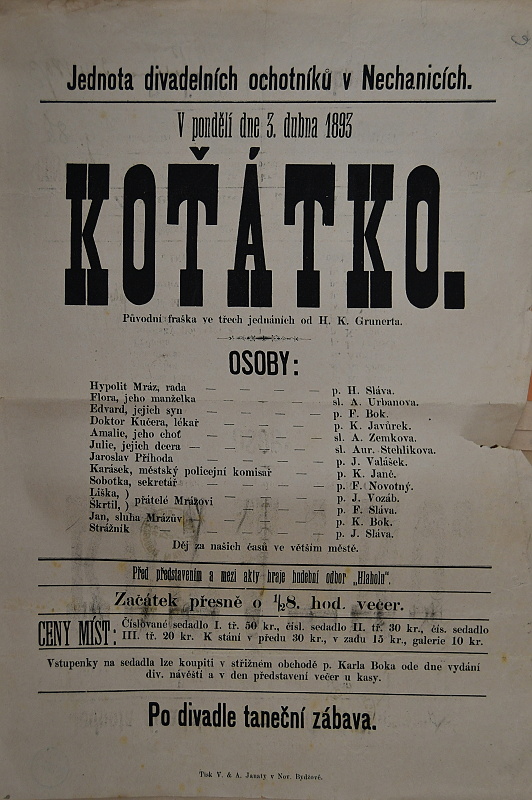 Jednota divadelních ochotníků v Nechanicích.
V pondělí dne 3. dubna 1893
KOŤÁTKO.
Původní fraška ve třech jednáních od H. K. Grunerta.
OSOBY:
Hypolit Mráz, rada — — — — — p. H. Sláva.
Flora, jeho manželka — — — — — sl. A. Urbanova.
Edvard, jejich syn — — — — — p. F. Bok.
Doktor Kučera, lékař — — — — — p. K. Javůrek.
Amalie, jeho choť — — — — — sl. A. Zemkova.
Julie, jejich dcera — — — — — sl. Aur. Stehlikova.
Jaroslav Příhoda — — — — — p. J. Valášek.
Karásek, městský policejní komisař — — p. K. Janč.
Sobotka, sekretář — — — — — p. F. Novotný.
Liška, ) přátelé Mrázovi — — — — p. J. Vozáb.
Škrtil, ) — — — — p. F. Sláva.
Jan, sluha Mrázův — — — — — p. K. Bok.
Strážník — — — — — p. J. Sláva.
Děj za našich časů ve větším městě.
Před představením a mezi akty hraje hudební odbor „Hlahola“.
Začátek přesně o 1/28. hod. večer.
CENY MÍST: Číslované sedadlo I. tř. 50 kr., čísl. sedadlo II. tř. 30 kr., čís. sedadlo
III. tř. 20 kr. K stání v předu 30 kr., v zadu 15 kr., galerie 10 kr.
Vstupenky na sedadla lze koupiti v střižném obchodě p. Karla Boka ode dne vydání
div. návěští a v den představení večer u kasy.
Po divadle taneční zábava.
Tisk V. & A. Janaty v Nov. Bydžově.